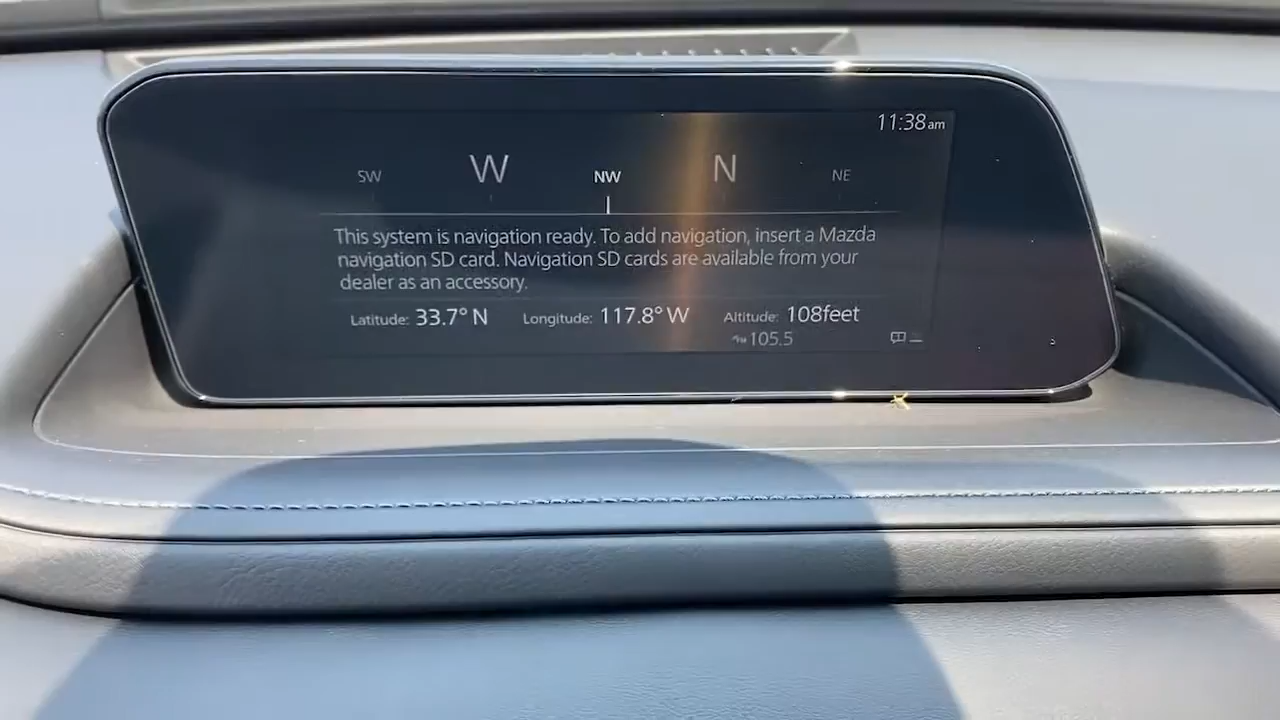 11:38am
SW W NW N NE
This system is navigation ready. To add navigation, insert a Mazda
navigation SD card. Navigation SD cards are available from your
dealer as an accessory.
Latitude: 33.7° N Longitude: 117.8° W Altitude: 108feet
FM 105.5